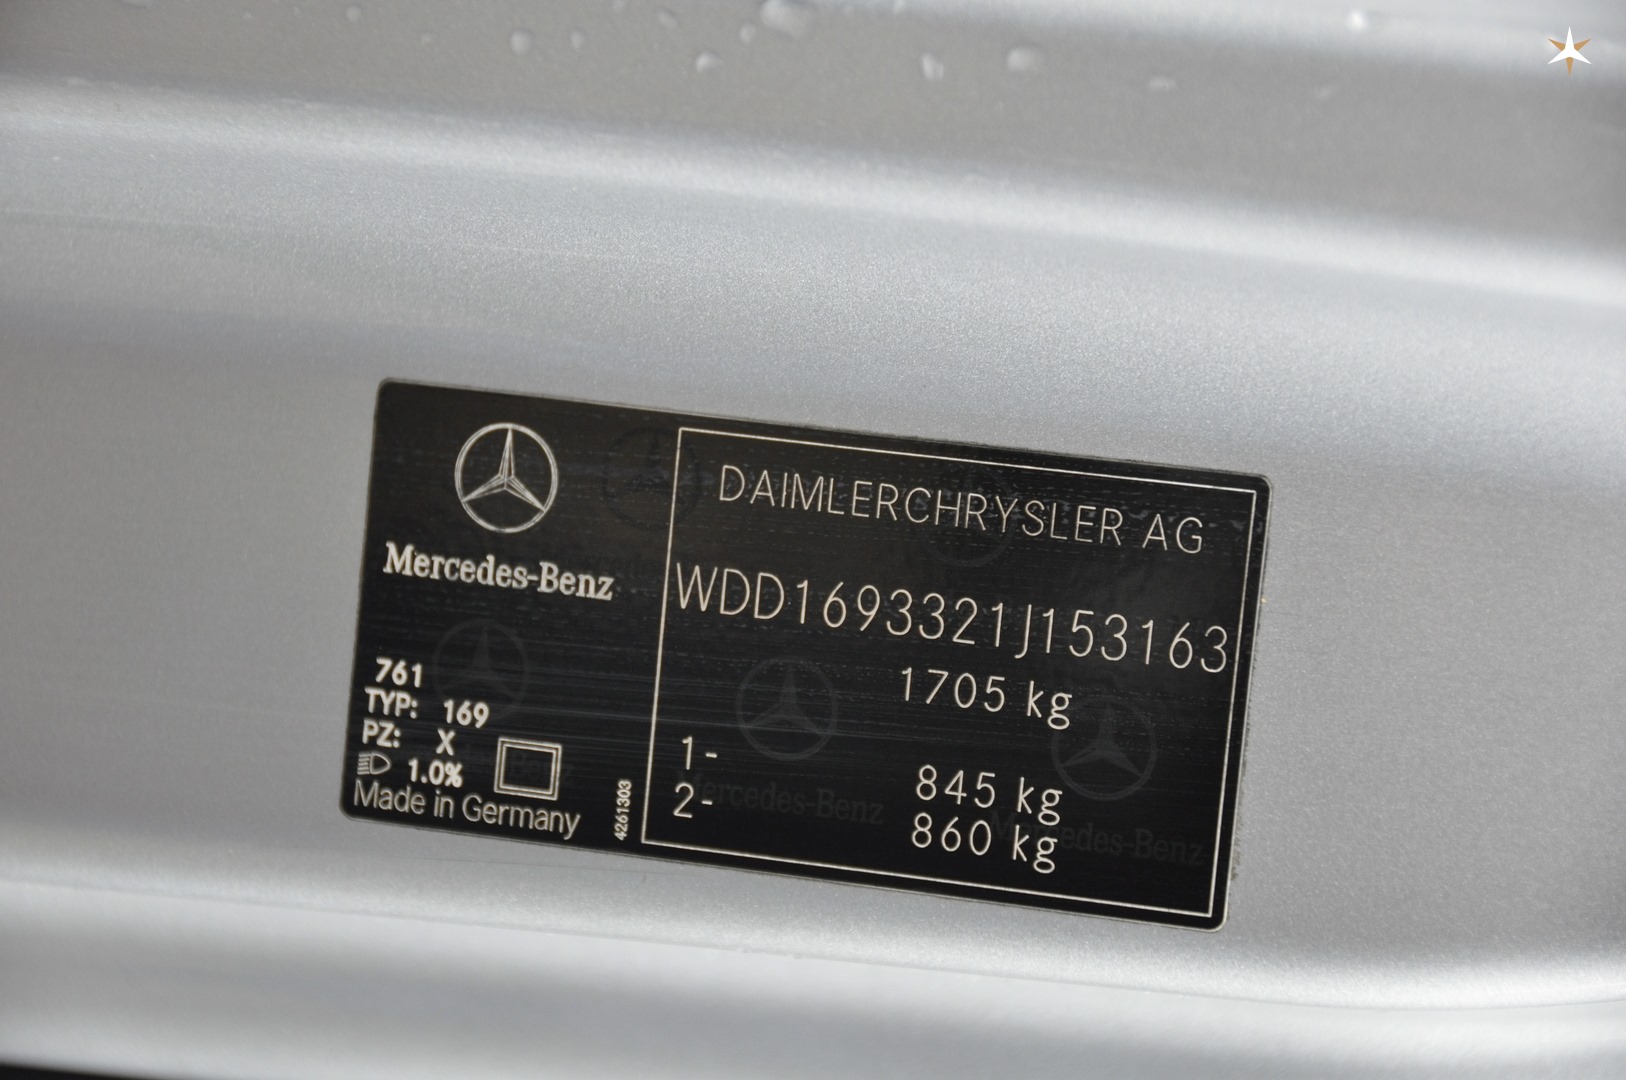 Mercedes-Benz
761
TYP: 169
PZ: X
1.0%
Made in Germany
4261303
DAIMLERCHRYSLER AG
WDD1693321J153163
1705 kg
1- 845 kg
2- 860 kg